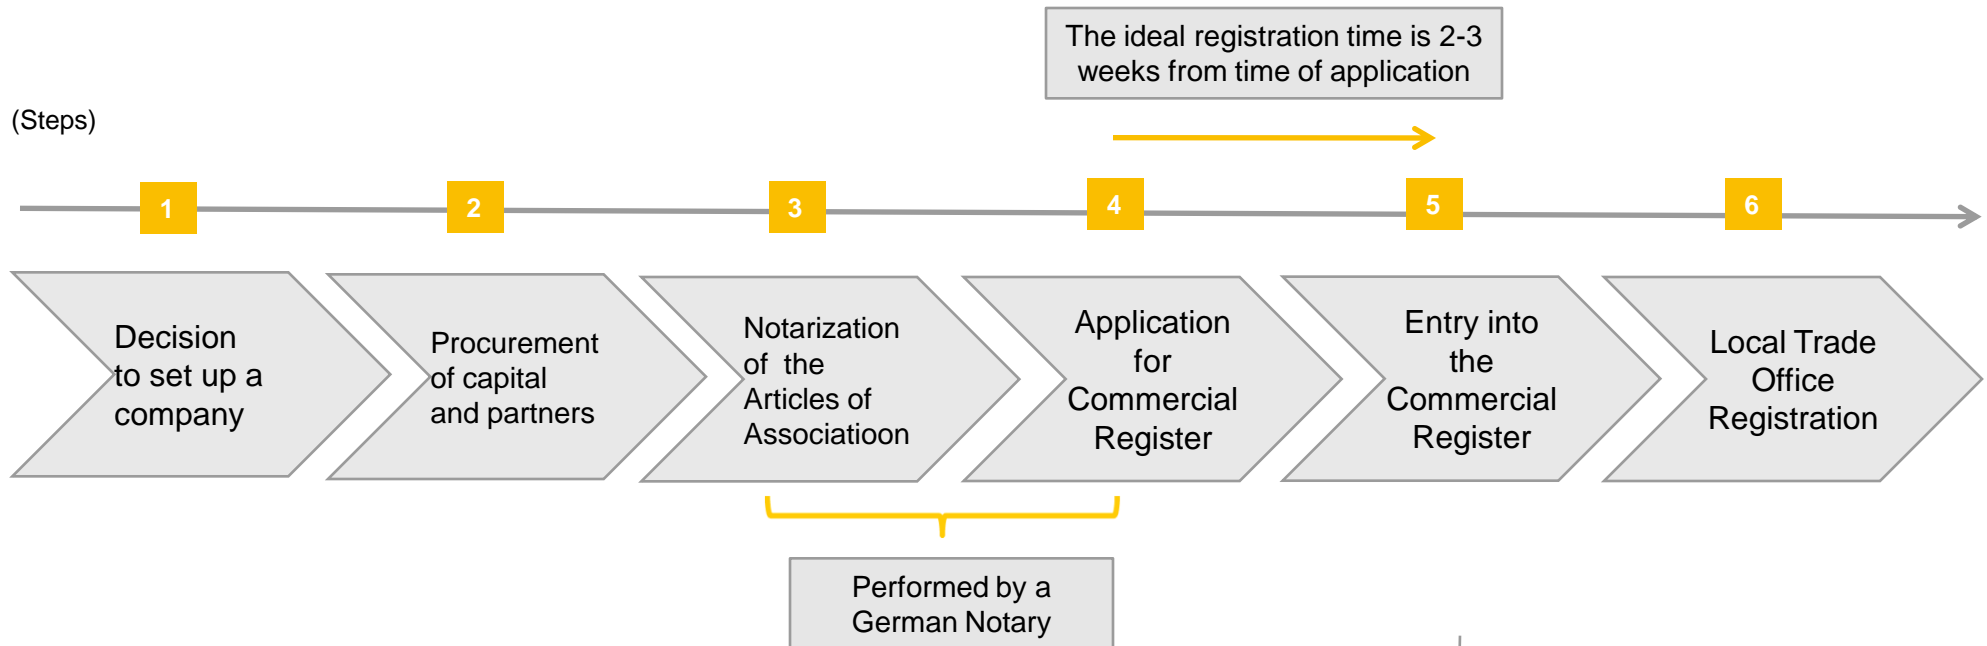 The ideal registration time is 2-3
weeks from time of application
(Steps)
1
2
3
4
5
6
Decision
to set up a
company
Procurement
of capital
and partners
Notarization
of the
Articles of
Associatioon
Application
for
Commercial
Register
Entry into
the
Commercial
Register
Local Trade
Office
Registration
Performed by a
German Notary